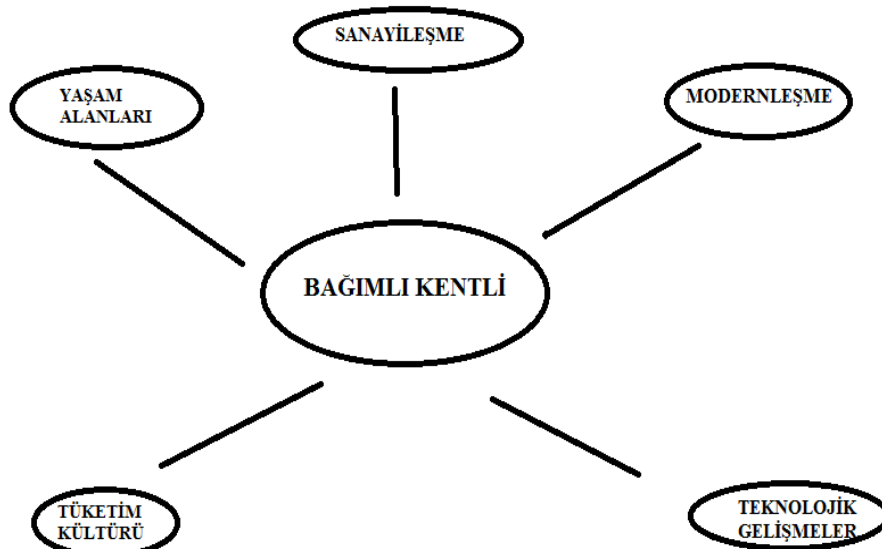 SANAYİLEŞME
YAŞAM
ALANLARI
MODERNLEŞME
BAĞIMLI KENTLİ
TÜKETİM
KÜLTÜRÜ
TEKNOLOJİK
GELİŞMELER